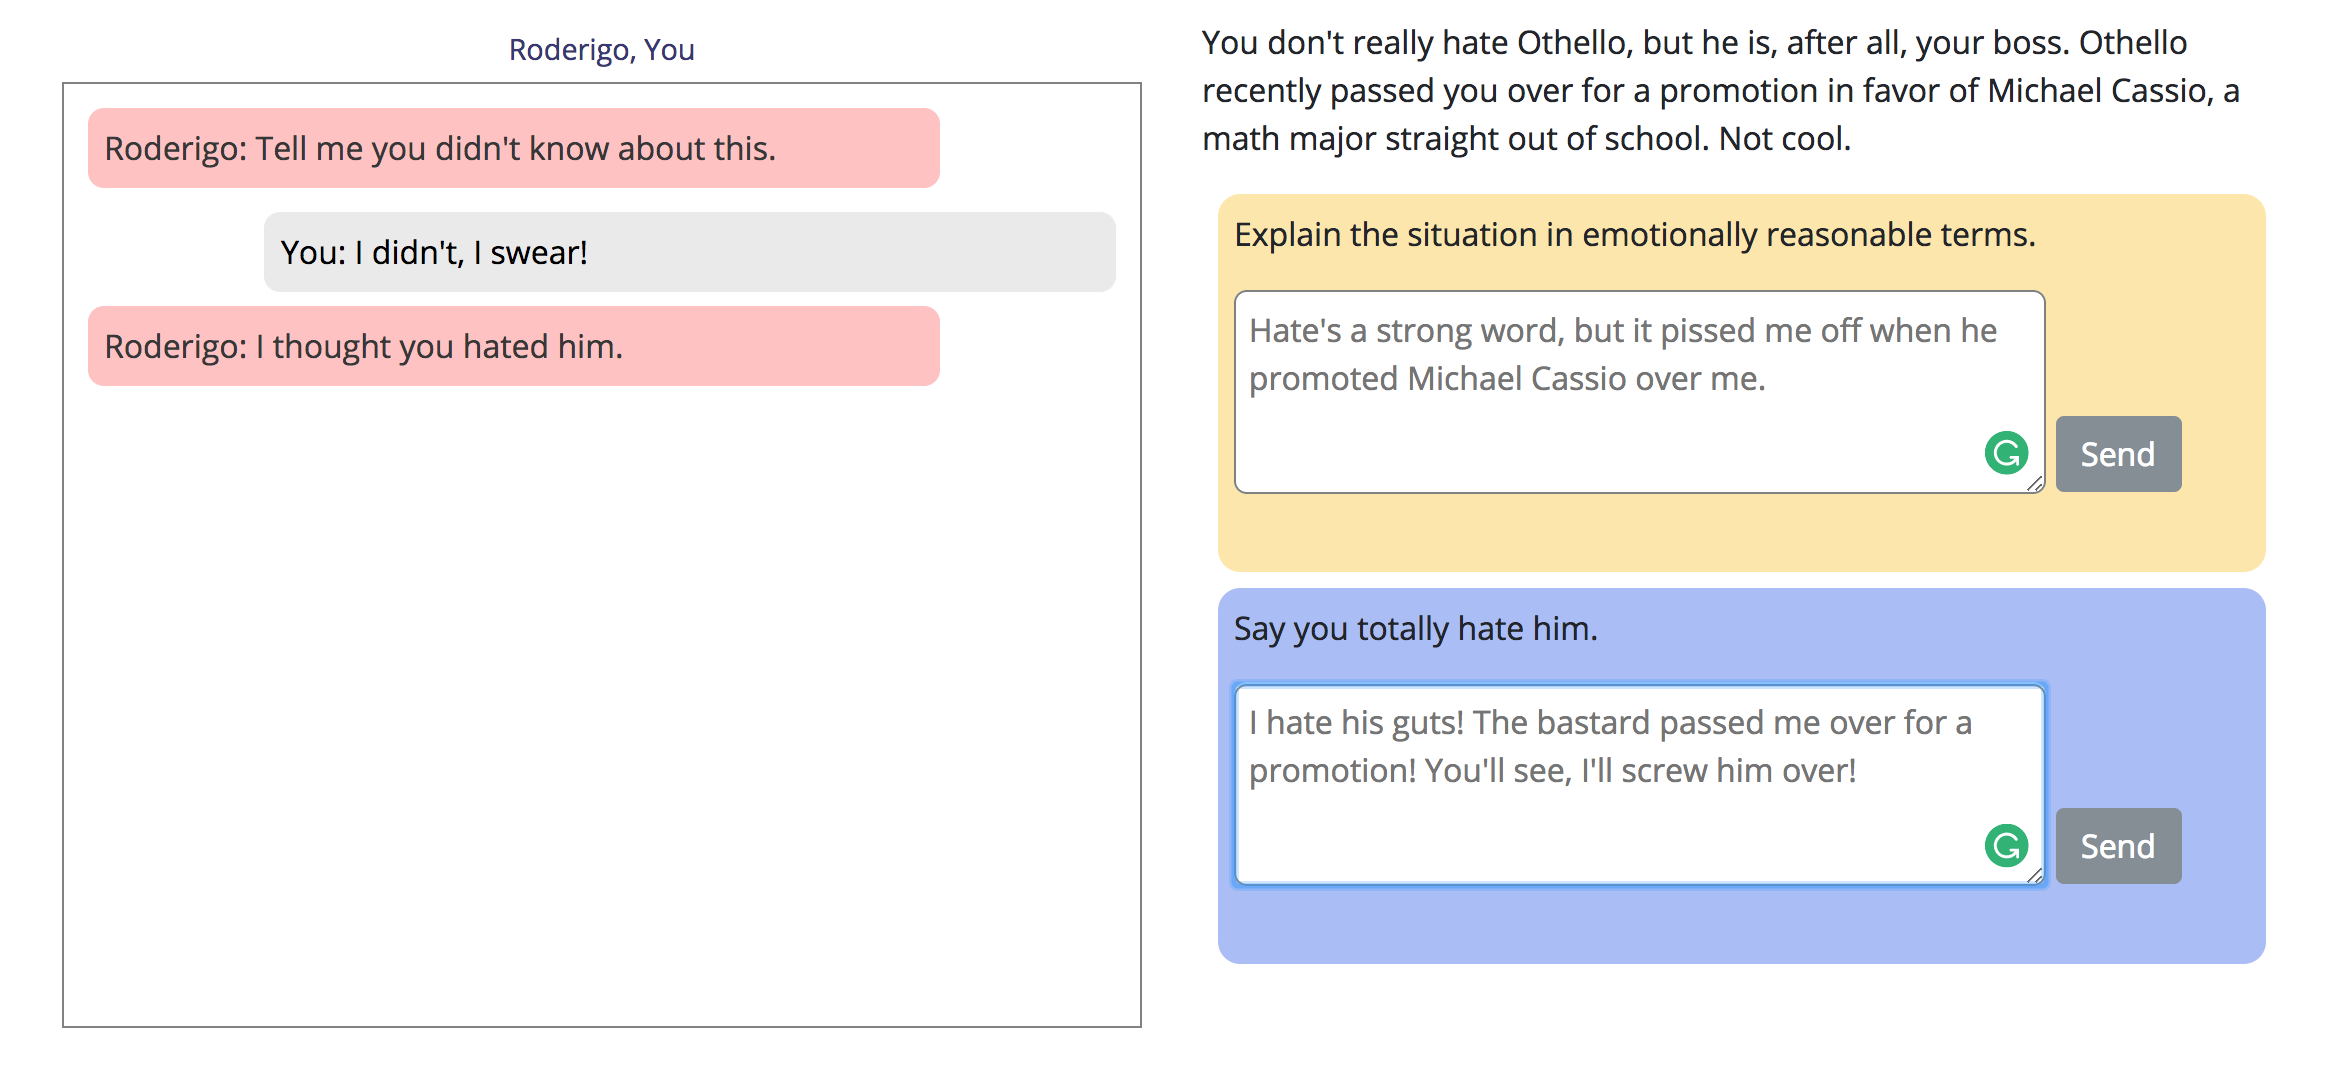 Roderigo, You
Roderigo: Tell me you didn't know about this.
You: I didn't, I swear!
Roderigo: I thought you hated him.
You don't really hate Othello, but he is, after all, your boss. Othello
recently passed you over for a promotion in favor of Michael Cassio, a
math major straight out of school. Not cool.
Explain the situation in emotionally reasonable terms.
Hate's a strong word, but it pissed me off when he
promoted Michael Cassio over me.
Send
Say you totally hate him.
I hate his guts! The bastard passed me over for a
promotion! You'll see, I'll screw him over!
Send